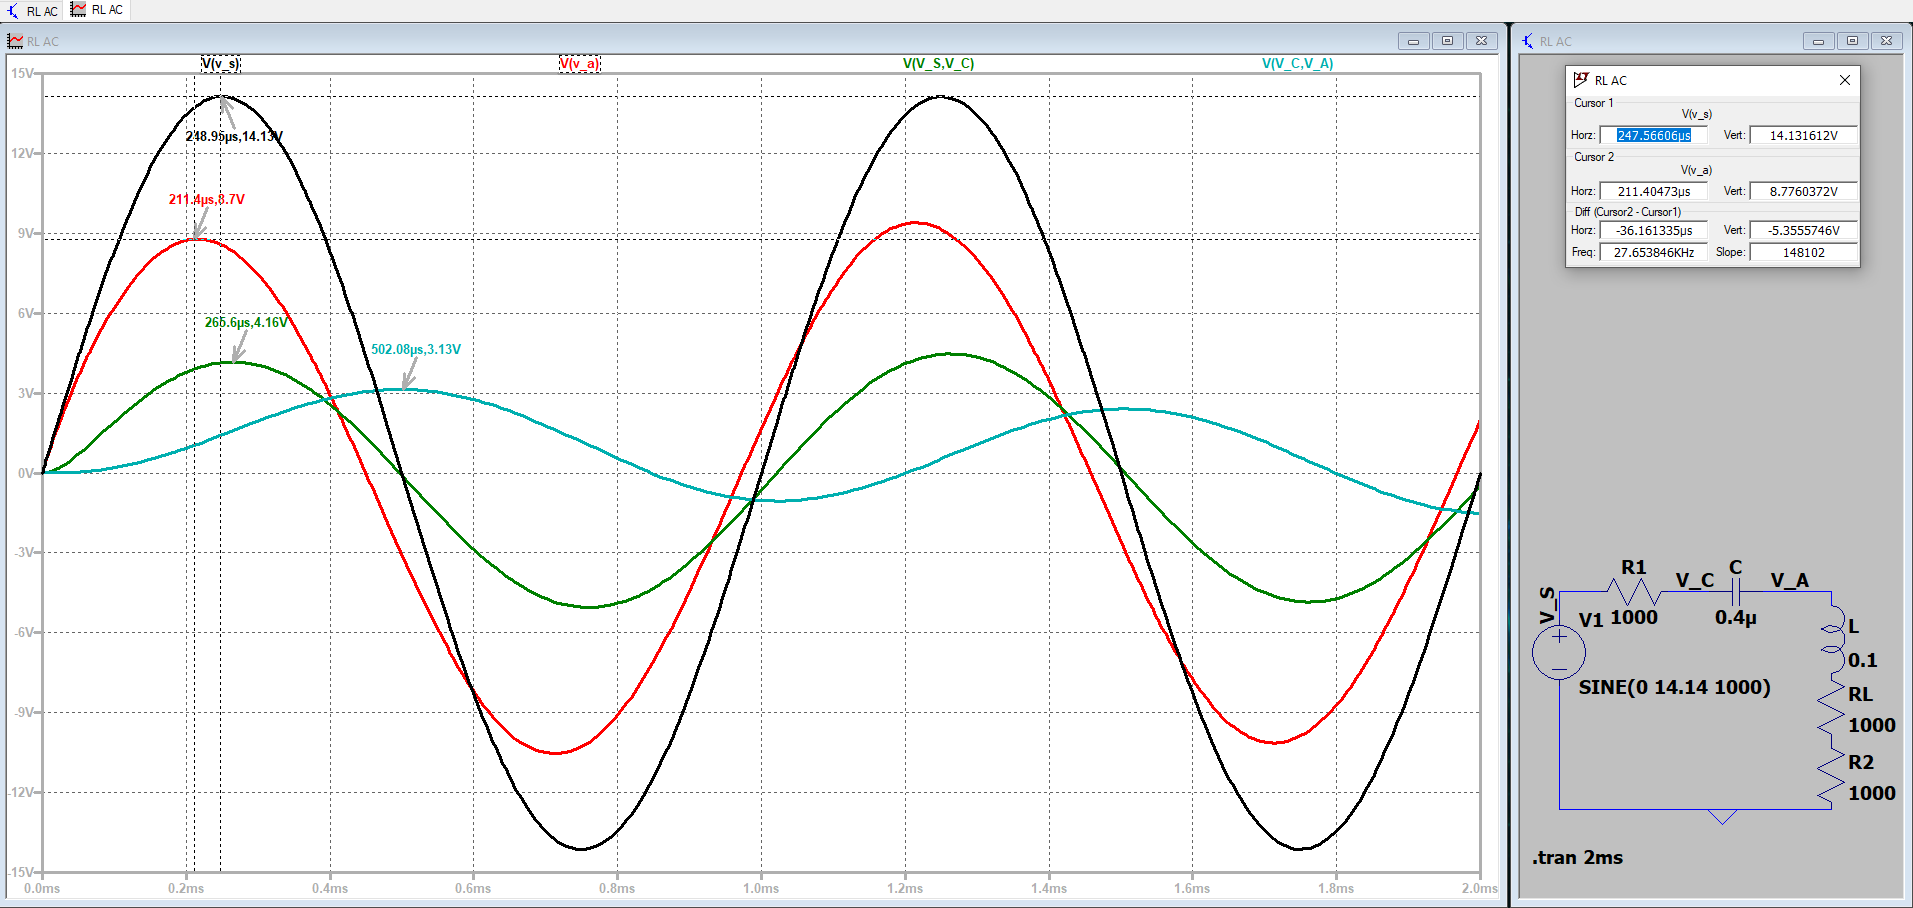 RL AC
RL AC
RL AC
V(v_s)
V(v_a)
V(V_S,V_C)
V(V_C,V_A)
15V
12V
9V
6V
3V
0V
-3V
-6V
-9V
-12V
-15V
0.0ms
0.2ms
0.4ms
0.6ms
0.8ms
1.0ms
1.2ms
1.4ms
1.6ms
1.8ms
2.0ms
248.95µs,14.13V
211.4µs,8.7V
265.6µs,4.16V
502.08µs,3.13V
RL AC
RL AC
Cursor 1
V(v_s)
Horz: 247.56606µs Vert: 14.131612V
Cursor 2
V(v_a)
Horz: 211.40473µs Vert: 8.7760372V
Diff (Cursor2 - Cursor1)
Horz: -36.161335µs Vert: -5.3555746V
Freq: 27.653846KHz Slope: 148102
V_S
V1
SINE(0 14.14 1000)
R1
1000
V_C
C
0.4µ
V_A
L
0.1
RL
1000
R2
1000
.tran 2ms